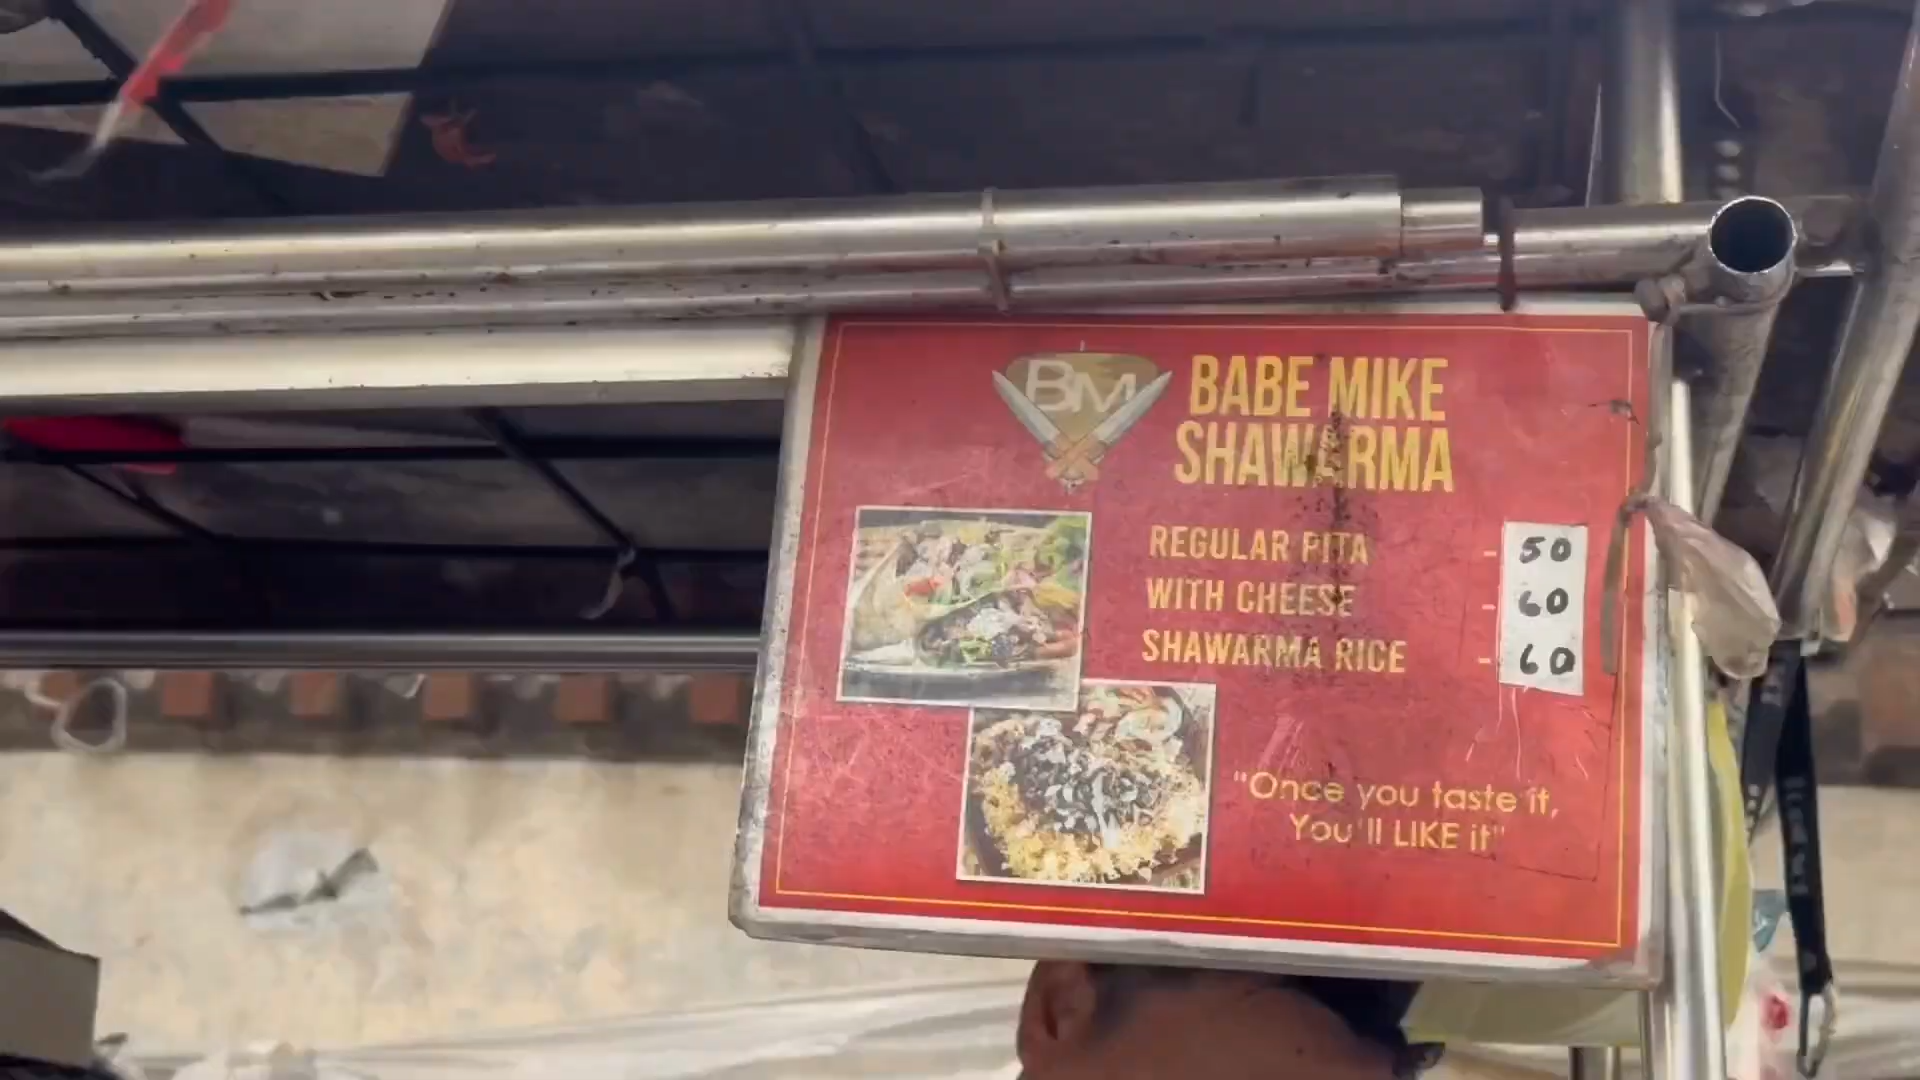 BM
BABE MIKE
SHAWARMA
REGULAR PITA - 50
WITH CHEESE - 60
SHAWARMA RICE - 60
"Once you taste it,
You'll LIKE it"